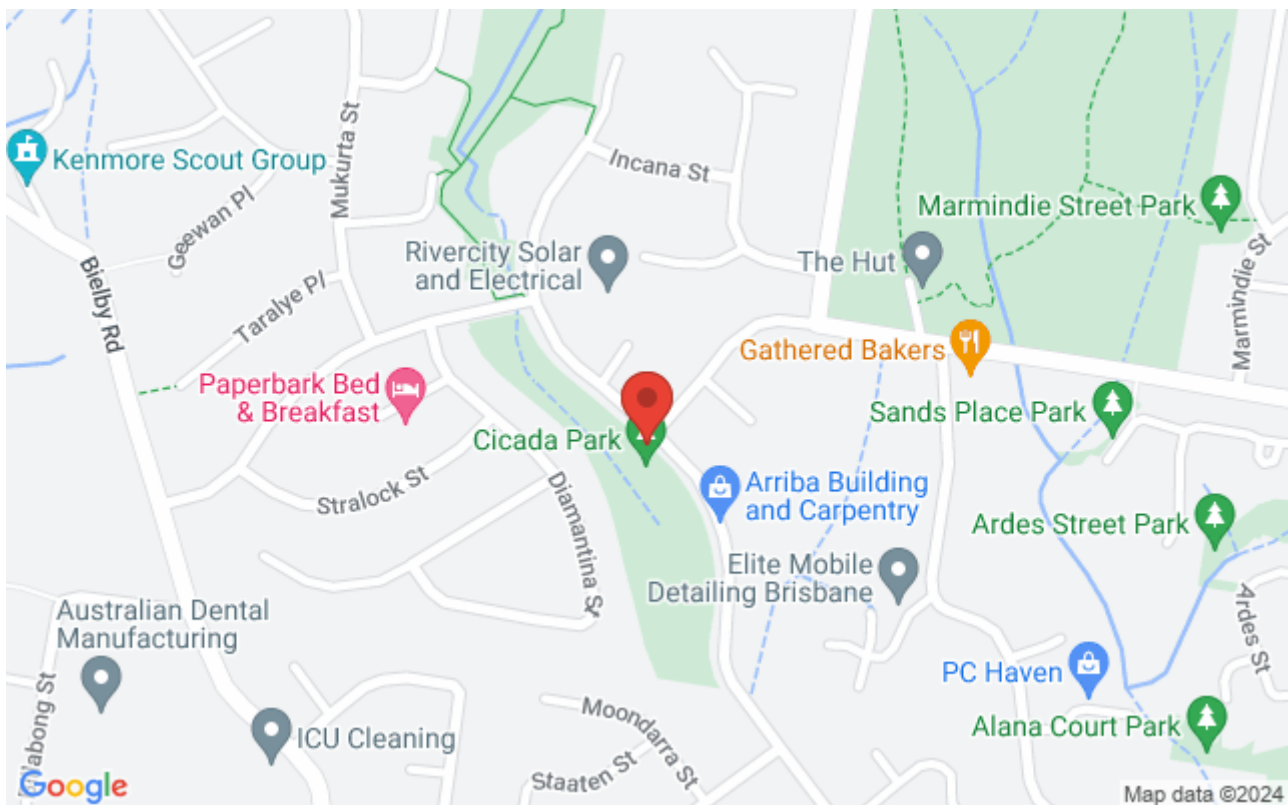 Kenmore Scout Group
Mukurta St
Geewan Pl
Incana St
Marmindie Street Park
Rivercity Solar
and Electrical
The Hut
Marmindie St
Bielby Rd
Taralye Pl
Gathered Bakers
Paperbark Bed
& Breakfast
Sands Place Park
Cicada Park
Stralock St
Diamantina St
Arriba Building
and Carpentry
Ardes Street Park
Elite Mobile
Detailing Brisbane
Australian Dental
Manufacturing
Ardes St
PC Haven
Moondarra St
Alana Court Park
ICU Cleaning
Staaten St
Google
Map data ©2024